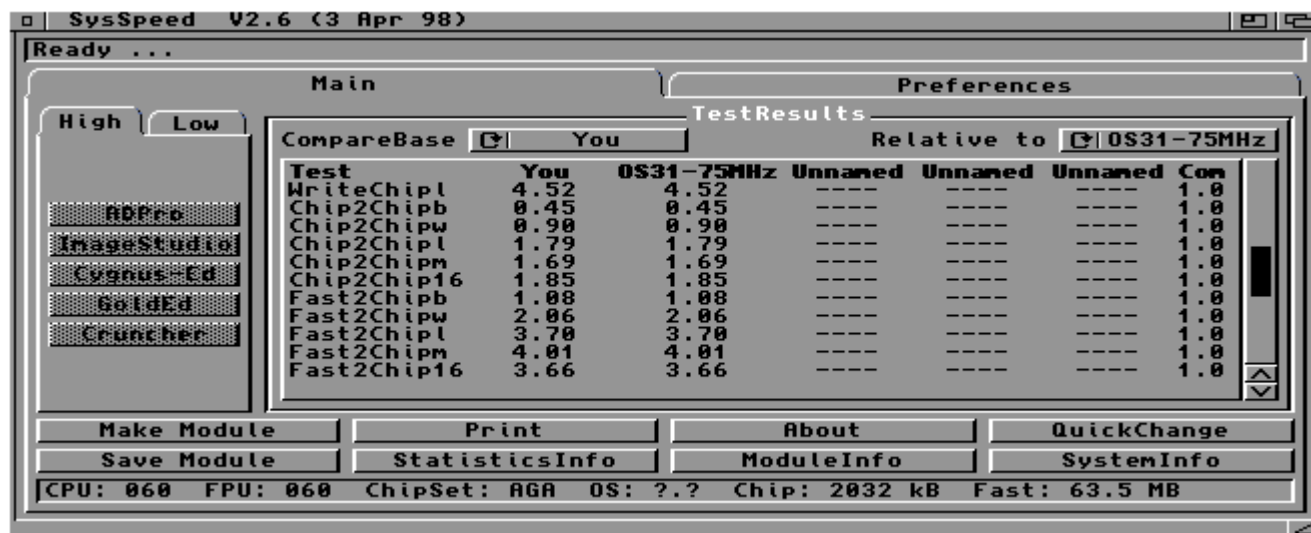 SysSpeed V2.6 (3 Apr 98)
Ready ...
Main Preferences
High Low
TestResults
CompareBase You Relative to OS31-75MHz
Test You OS31-75MHz Unnamed Unnamed Unnamed Com
WriteChipl 4.52 4.52 ---- ---- ---- 1.0
Chip2Chipb 0.45 0.45 ---- ---- ---- 1.0
Chip2Chipw 0.90 0.90 ---- ---- ---- 1.0
Chip2Chipl 1.79 1.79 ---- ---- ---- 1.0
Chip2Chipm 1.69 1.69 ---- ---- ---- 1.0
Chip2Chip16 1.85 1.85 ---- ---- ---- 1.0
Fast2Chipb 1.08 1.08 ---- ---- ---- 1.0
Fast2Chipw 2.06 2.06 ---- ---- ---- 1.0
Fast2Chipl 3.70 3.70 ---- ---- ---- 1.0
Fast2Chipm 4.01 4.01 ---- ---- ---- 1.0
Fast2Chip16 3.66 3.66 ---- ---- ---- 1.0
ADPro
ImageStudio
Cygnus-Ed
GoldEd
Cruncher
Make Module Print About QuickChange
Save Module StatisticsInfo ModuleInfo SystemInfo
CPU: 060 FPU: 060 ChipSet: AGA OS: ?.? Chip: 2032 kB Fast: 63.5 MB